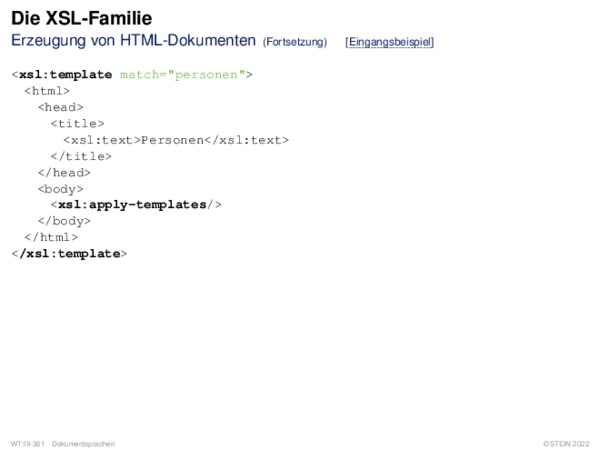 Die XSL-Familie
Erzeugung von HTML-Dokumenten (Fortsetzung) [Eingangsbeispiel]
<xsl:template match="personen">
  <html>
    <head>
      <title>
        <xsl:text>Personen</xsl:text>
      </title>
    </head>
    <body>
      <xsl:apply-templates/>
    </body>
  </html>
</xsl:template>
WT:III-361 Dokumentsprachen ©STEIN 2022